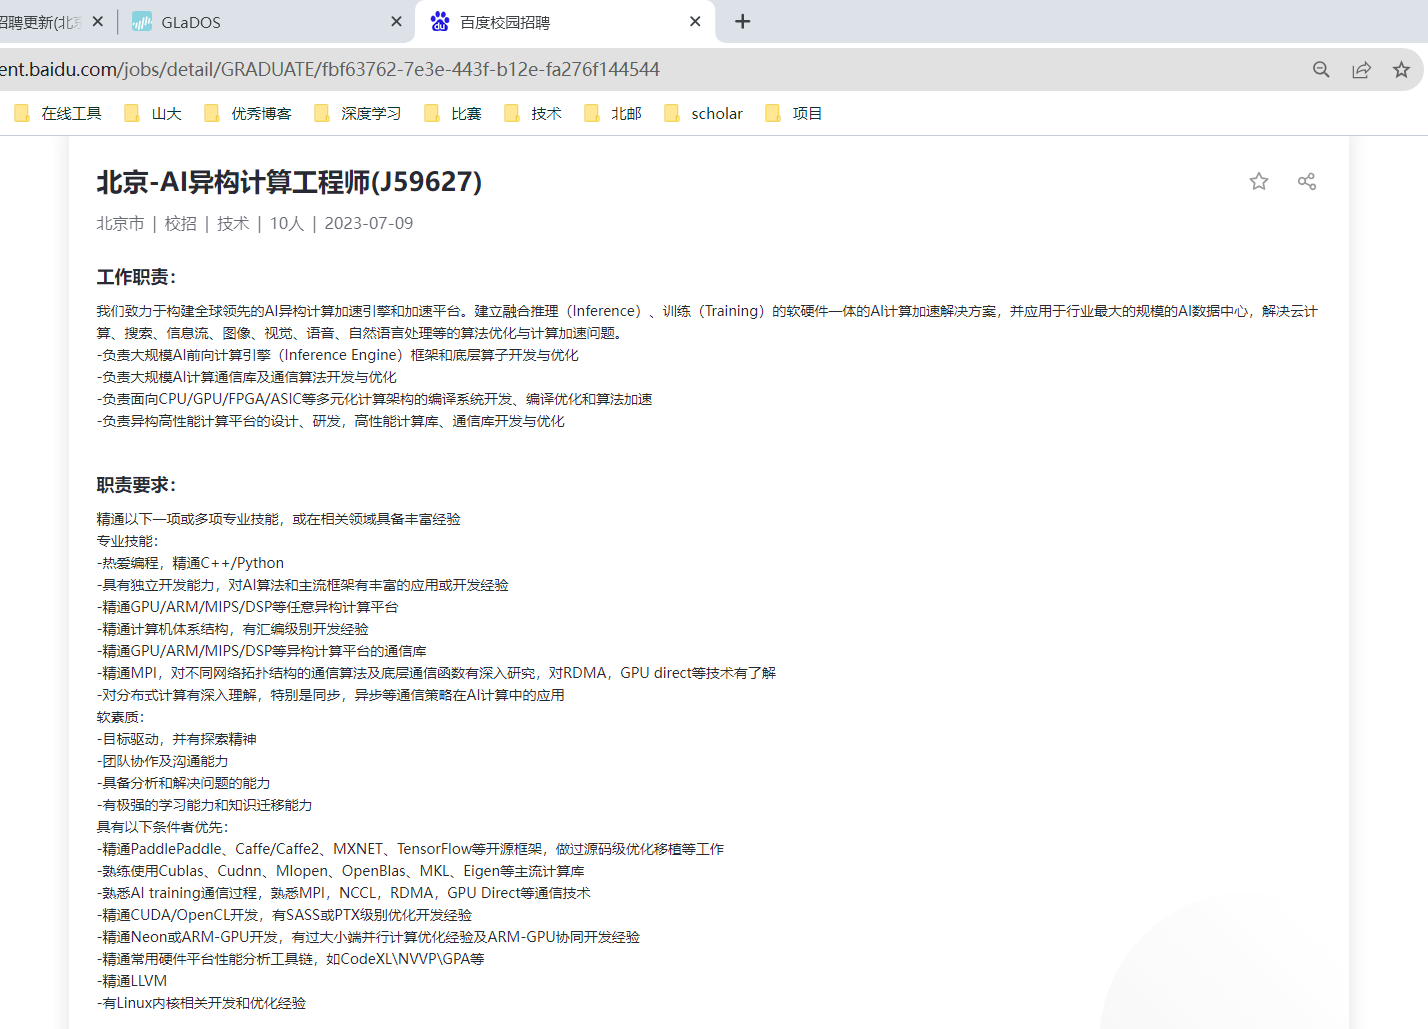 招聘更新(北京
GLaDOS
百度校园招聘
ent.baidu.com/jobs/detail/GRADUATE/fbf63762-7e3e-443f-b12e-fa276f144544
在线工具 山大 优秀博客 深度学习 比赛 技术 北邮 scholar 项目
北京-AI异构计算工程师(J59627)
北京市 | 校招 | 技术 | 10人 | 2023-07-09
工作职责：
我们致力于构建全球领先的AI异构计算加速引擎和加速平台。建立融合推理（Inference）、训练（Training）的软硬件一体的AI计算加速解决方案，并应用于行业最大的规模的AI数据中心，解决云计
算、搜索、信息流、图像、视觉、语音、自然语言处理等的算法优化与计算加速问题。
-负责大规模AI前向计算引擎（Inference Engine）框架和底层算子开发与优化
-负责大规模AI计算通信库及通信算法开发与优化
-负责面向CPU/GPU/FPGA/ASIC等多元化计算架构的编译系统开发、编译优化和算法加速
-负责异构高性能计算平台的设计、研发，高性能计算库、通信库开发与优化
职责要求：
精通以下一项或多项专业技能，或在相关领域具备丰富经验
专业技能：
-热爱编程，精通C++/Python
-具有独立开发能力，对AI算法和主流框架有丰富的应用或开发经验
-精通GPU/ARM/MIPS/DSP等任意异构计算平台
-精通计算机体系结构，有汇编级别开发经验
-精通GPU/ARM/MIPS/DSP等异构计算平台的通信库
-精通MPI，对不同网络拓扑结构的通信算法及底层通信函数有深入研究，对RDMA，GPU direct等技术有了解
-对分布式计算有深入理解，特别是同步，异步等通信策略在AI计算中的应用
软素质：
-目标驱动，并有探索精神
-团队协作及沟通能力
-具备分析和解决问题的能力
-有极强的学习能力和知识迁移能力
具有以下条件者优先：
-精通PaddlePaddle、Caffe/Caffe2、MXNET、TensorFlow等开源框架，做过源码级优化移植等工作
-熟练使用Cublas、Cudnn、Mlopen、OpenBlas、MKL、Eigen等主流计算库
-熟悉AI training通信过程，熟悉MPI，NCCL，RDMA，GPU Direct等通信技术
-精通CUDA/OpenCL开发，有SASS或PTX级别优化开发经验
-精通Neon或ARM-GPU开发，有过大小端并行计算优化经验及ARM-GPU协同开发经验
-精通常用硬件平台性能分析工具链，如CodeXL\NVVP\GPA等
-精通LLVM
-有Linux内核相关开发和优化经验